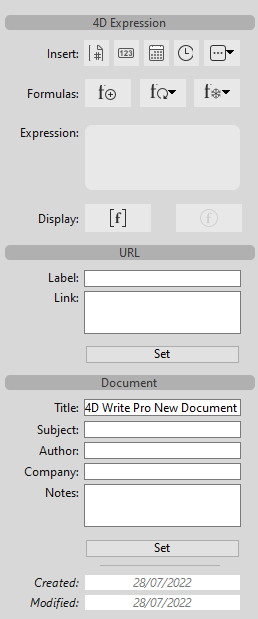 4D Expression
Insert: # 123
Formulas: f f f
Expression:
Display: [f] f
URL
Label:
Link:
Set
Document
Title: 4D Write Pro New Document
Subject:
Author:
Company:
Notes:
Set
Created: 28/07/2022
Modified: 28/07/2022